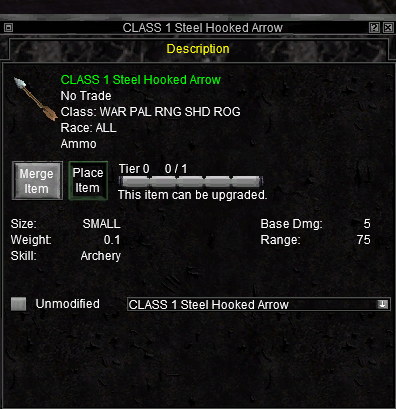 CLASS 1 Steel Hooked Arrow
Description
CLASS 1 Steel Hooked Arrow
No Trade
Class: WAR PAL RNG SHD ROG
Race: ALL
Ammo
Merge Item
Place Item
Tier 0 0 / 1
This item can be upgraded.
Size: SMALL Base Dmg: 5
Weight: 0.1 Range: 75
Skill: Archery
Unmodified CLASS 1 Steel Hooked Arrow